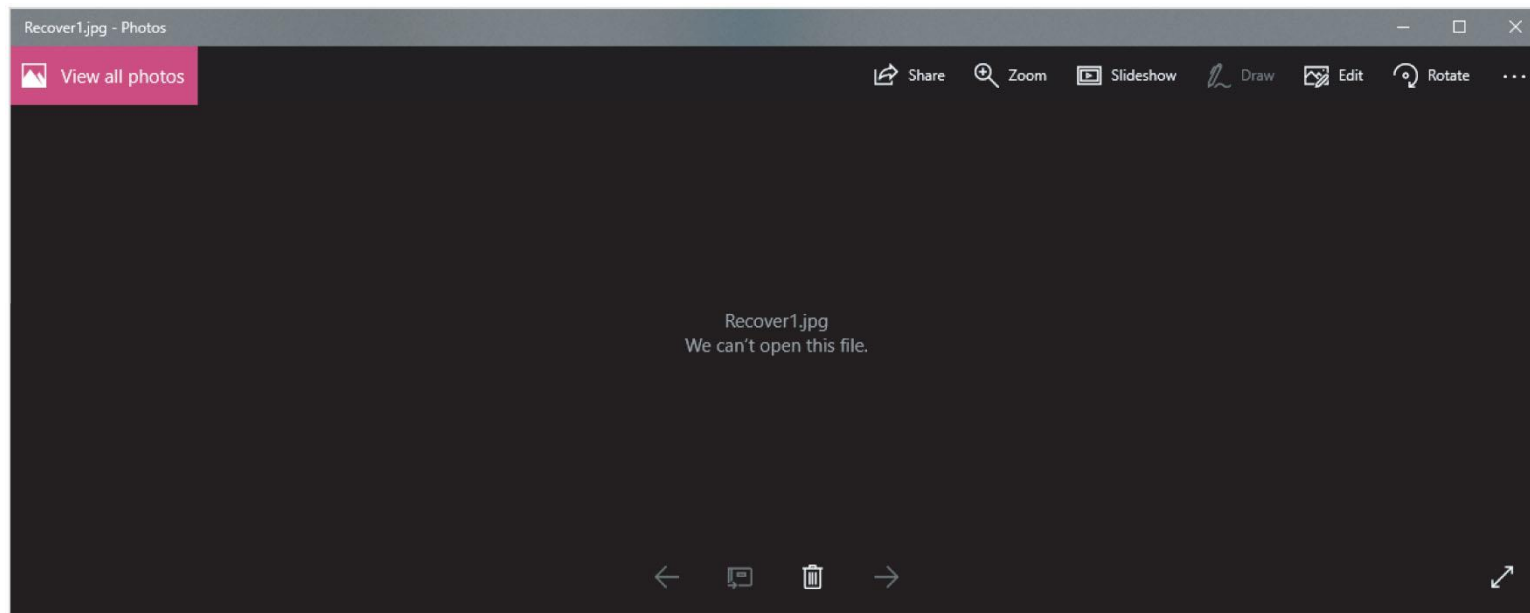 Recover1.jpg - Photos
View all photos
Share Zoom Slideshow Draw Edit Rotate ...
Recover1.jpg
We can't open this file.